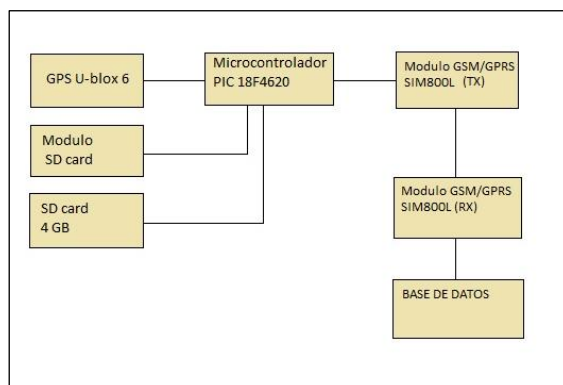 GPS U-blox 6
Microcontrolador
PIC 18F4620
Modulo GSM/GPRS
SIM800L (TX)
Modulo
SD card
SD card
4 GB
Modulo GSM/GPRS
SIM800L (RX)
BASE DE DATOS